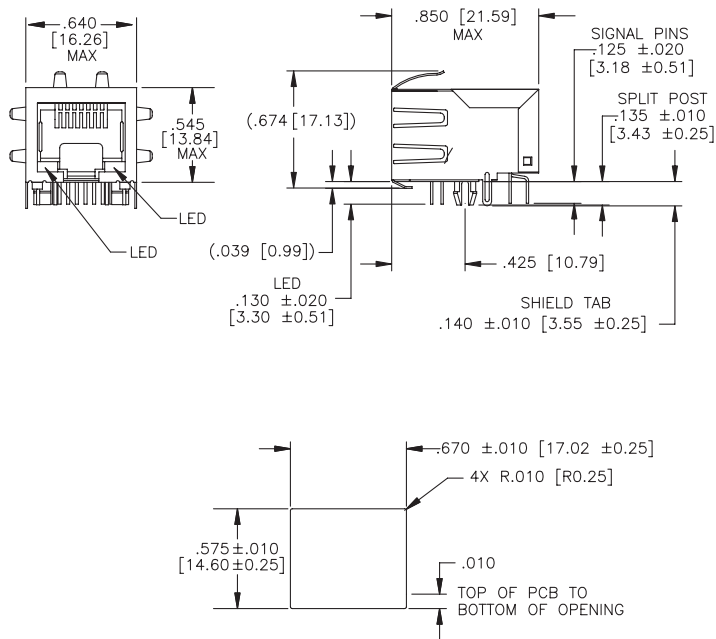 .640
[16.26]
MAX
.545
[13.84]
MAX
LED
LED
.850 [21.59]
MAX
(.674 [17.13])
(.039 [0.99])
LED
.130 ±.020
[3.30 ±0.51]
SIGNAL PINS
.125 ±.020
[3.18 ±0.51]
SPLIT POST
.135 ±.010
[3.43 ±0.25]
.425 [10.79]
SHIELD TAB
.140 ±.010 [3.55 ±0.25]
.670 ±.010 [17.02 ±0.25]
4X R.010 [R0.25]
.575±.010
[14.60±0.25]
.010
TOP OF PCB TO
BOTTOM OF OPENING